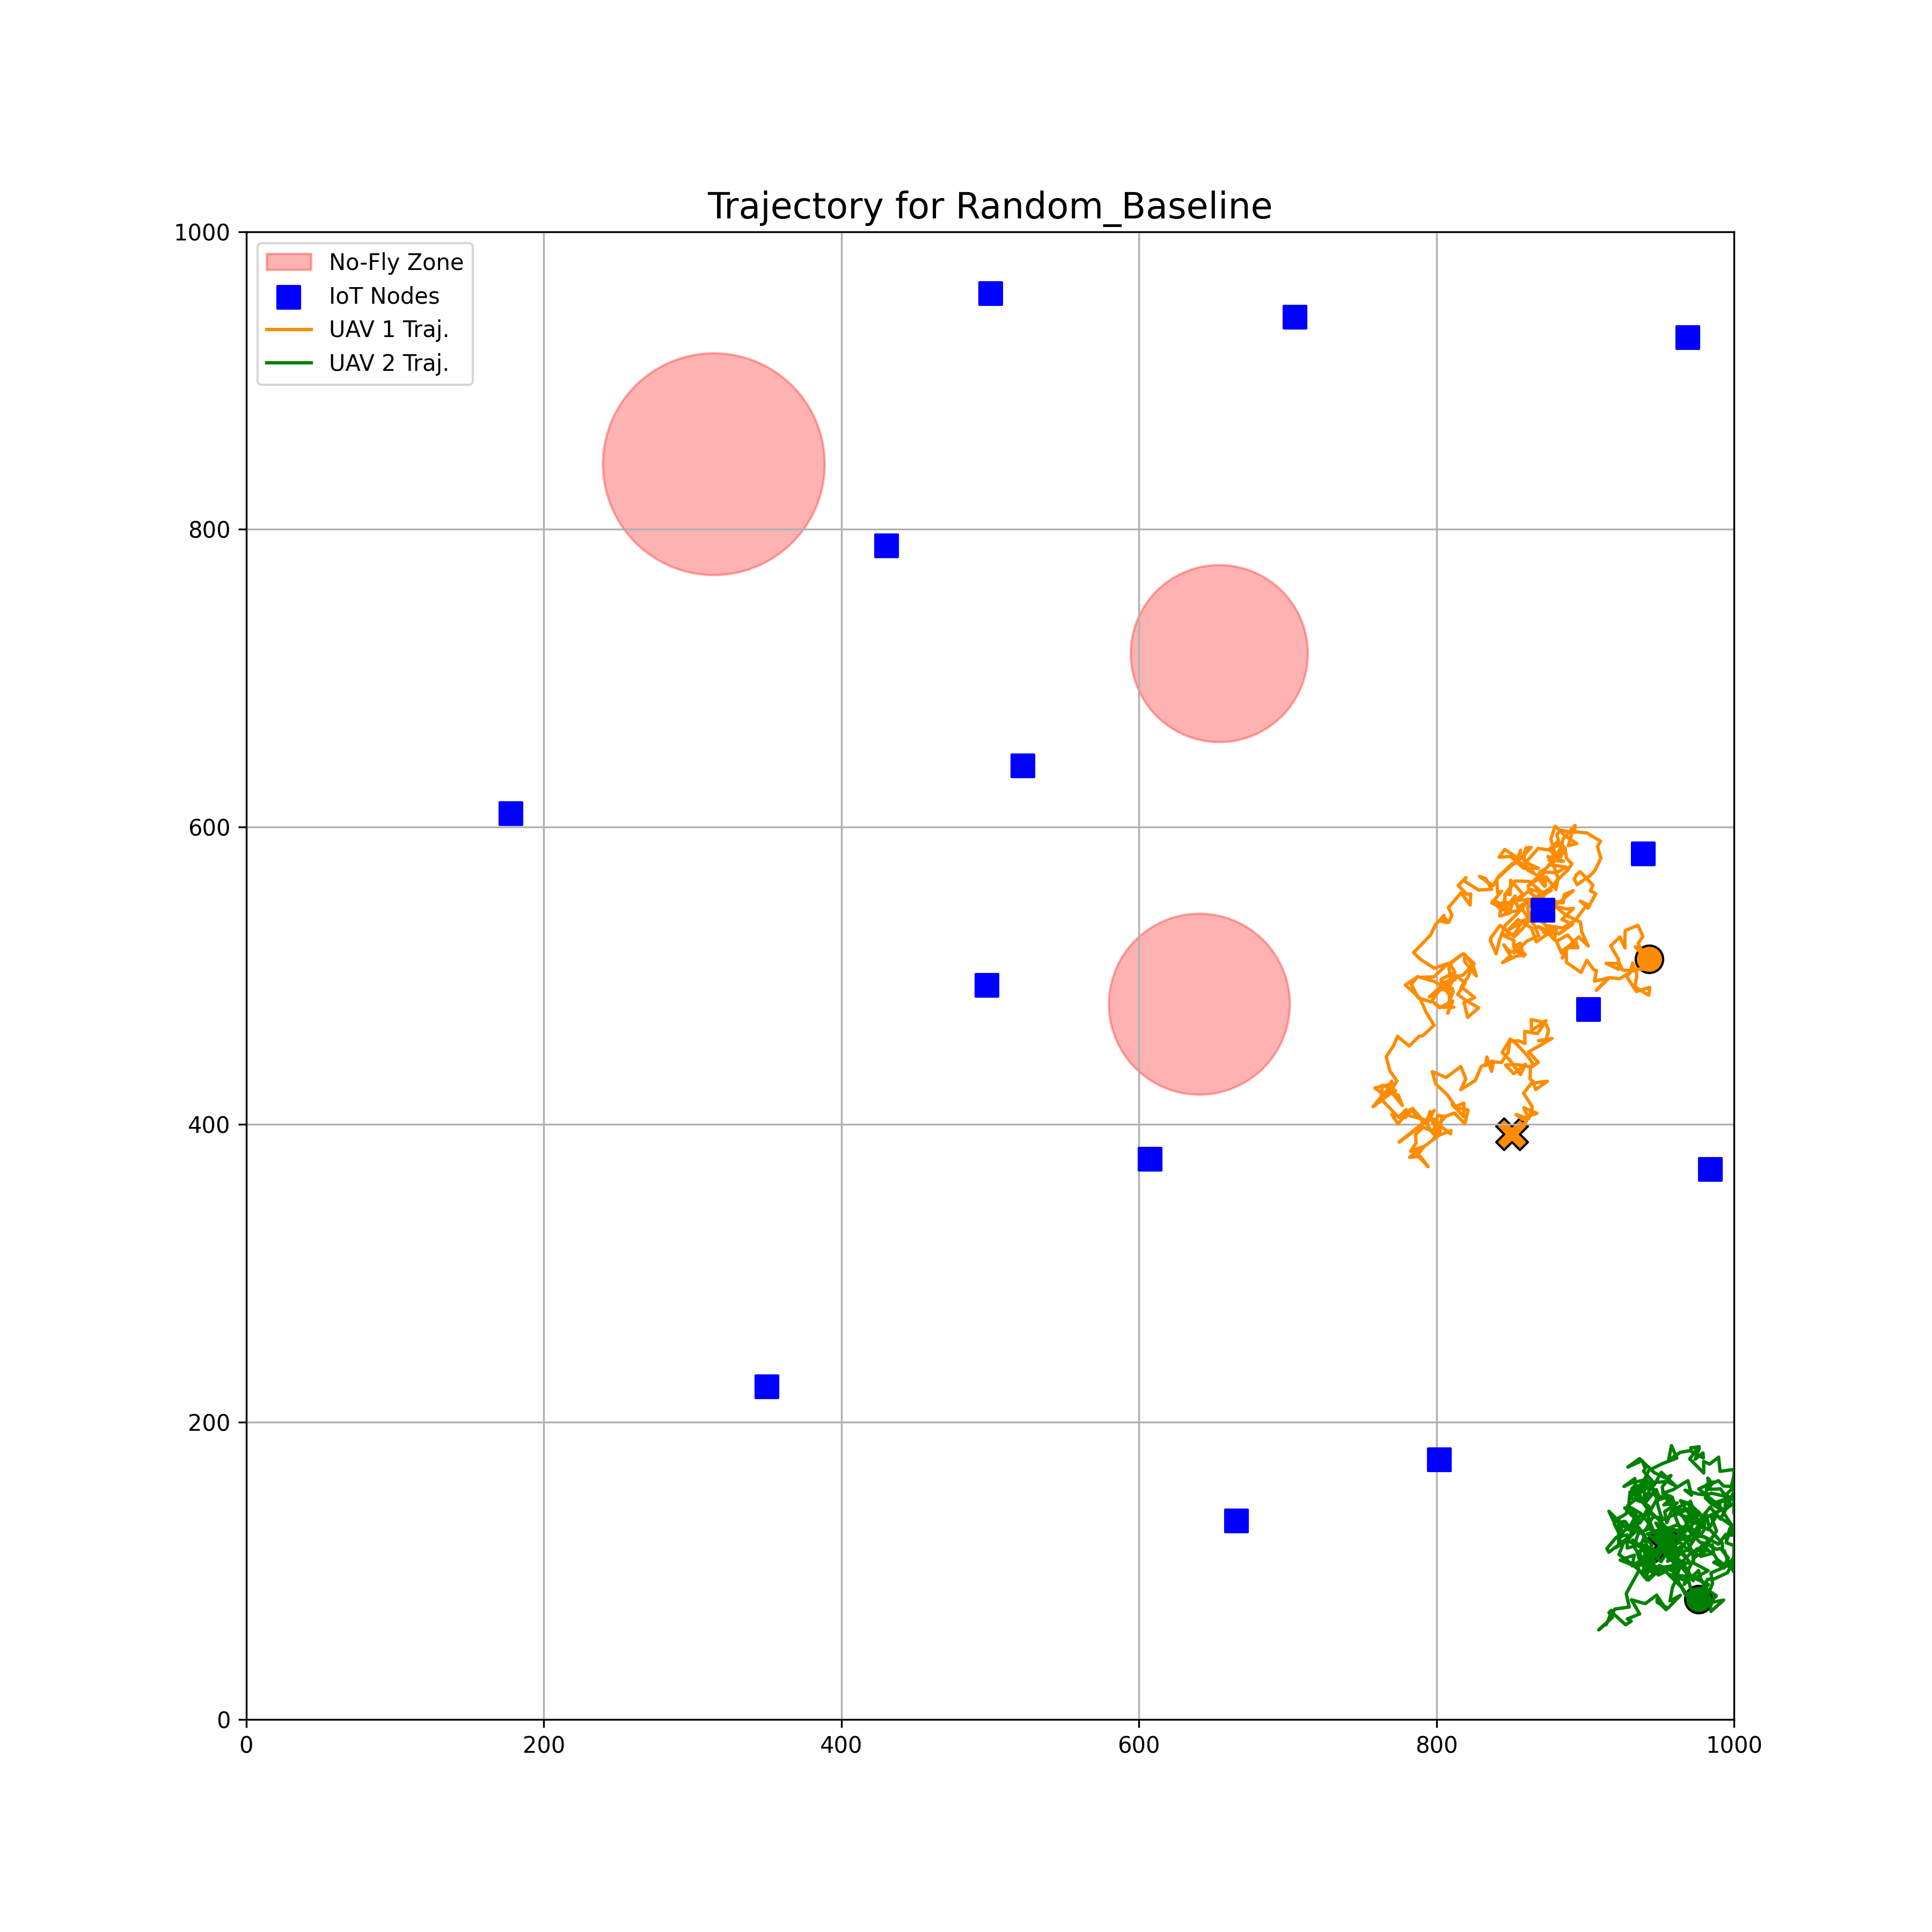 Trajectory for Random_Baseline
1000
800
600
400
200
0
No-Fly Zone
IoT Nodes
UAV 1 Traj.
UAV 2 Traj.
0 200 400 600 800 1000